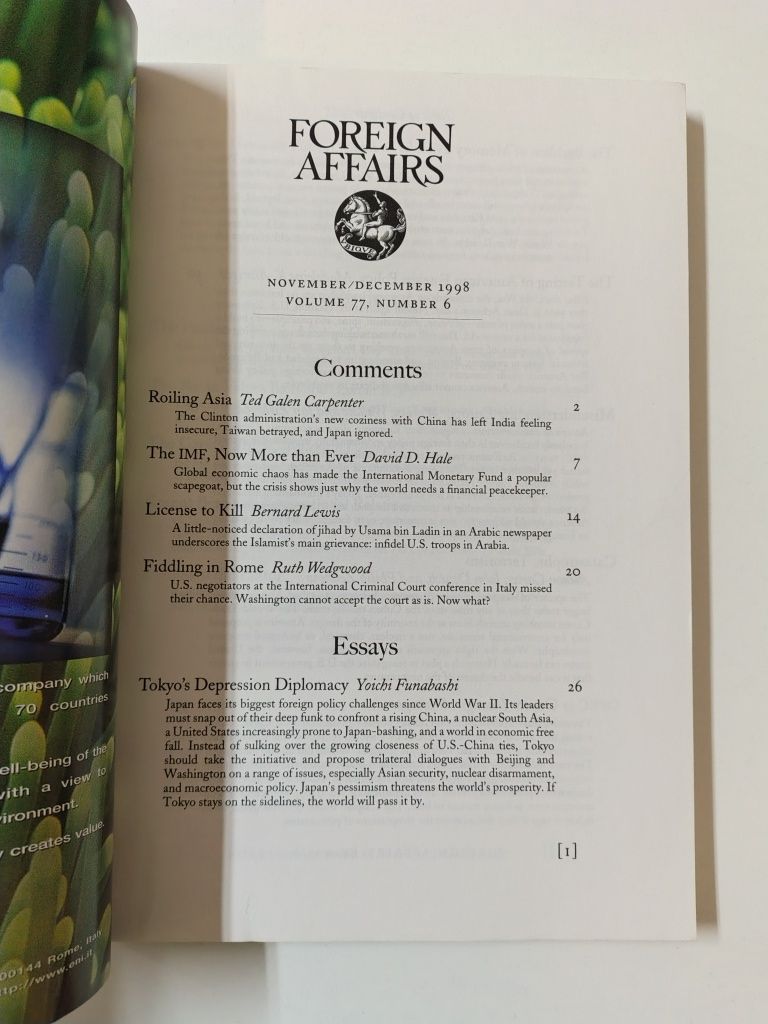 FOREIGN
AFFAIRS
VBIQVE
NOVEMBER/DECEMBER 1998
VOLUME 77, NUMBER 6
Comments
Roiling Asia Ted Galen Carpenter 2
The Clinton administration's new coziness with China has left India feeling
insecure, Taiwan betrayed, and Japan ignored.
The IMF, Now More than Ever David D. Hale 7
Global economic chaos has made the International Monetary Fund a popular
scapegoat, but the crisis shows just why the world needs a financial peacekeeper.
License to Kill Bernard Lewis 14
A little-noticed declaration of jihad by Usama bin Ladin in an Arabic newspaper
underscores the Islamist's main grievance: infidel U.S. troops in Arabia.
Fiddling in Rome Ruth Wedgwood 20
U.S. negotiators at the International Criminal Court conference in Italy missed
their chance. Washington cannot accept the court as is. Now what?
Essays
Tokyo's Depression Diplomacy Yoichi Funabashi 26
Japan faces its biggest foreign policy challenges since World War II. Its leaders
must snap out of their deep funk to confront a rising China, a nuclear South Asia,
a United States increasingly prone to Japan-bashing, and a world in economic free
fall. Instead of sulking over the growing closeness of U.S.-China ties, Tokyo
should take the initiative and propose trilateral dialogues with Beijing and
Washington on a range of issues, especially Asian security, nuclear disarmament,
and macroeconomic policy. Japan's pessimism threatens the world's prosperity. If
Tokyo stays on the sidelines, the world will pass it by.
[1]
company which
70 countries
ell-being of the
with a view to
vironment.
y creates value.
00144 Rome, Italy
ttp://www.eni.it